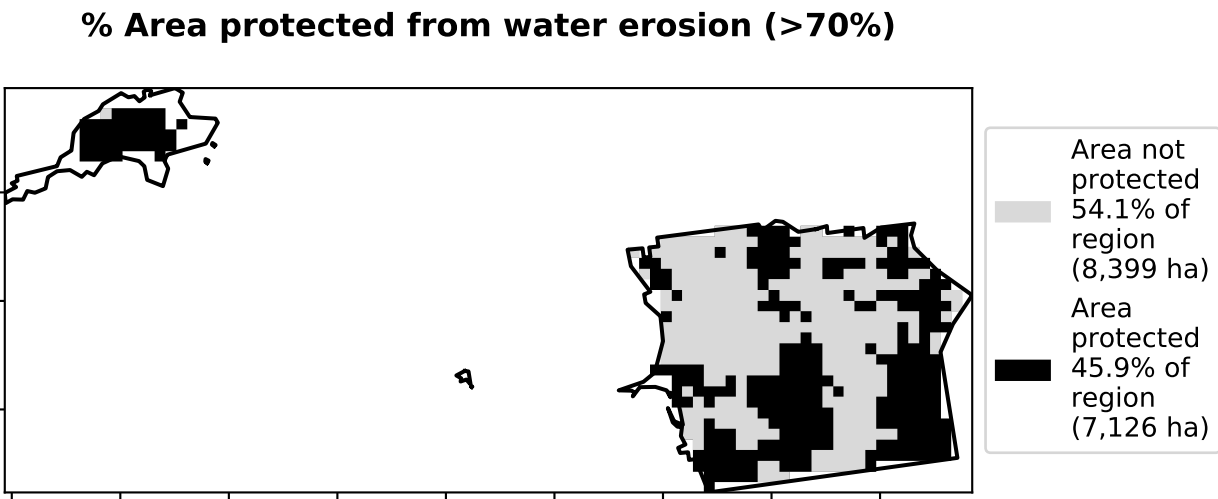 % Area protected from water erosion (>70%)
Area not
protected
54.1% of
region
(8,399 ha)
Area
protected
45.9% of
region
(7,126 ha)